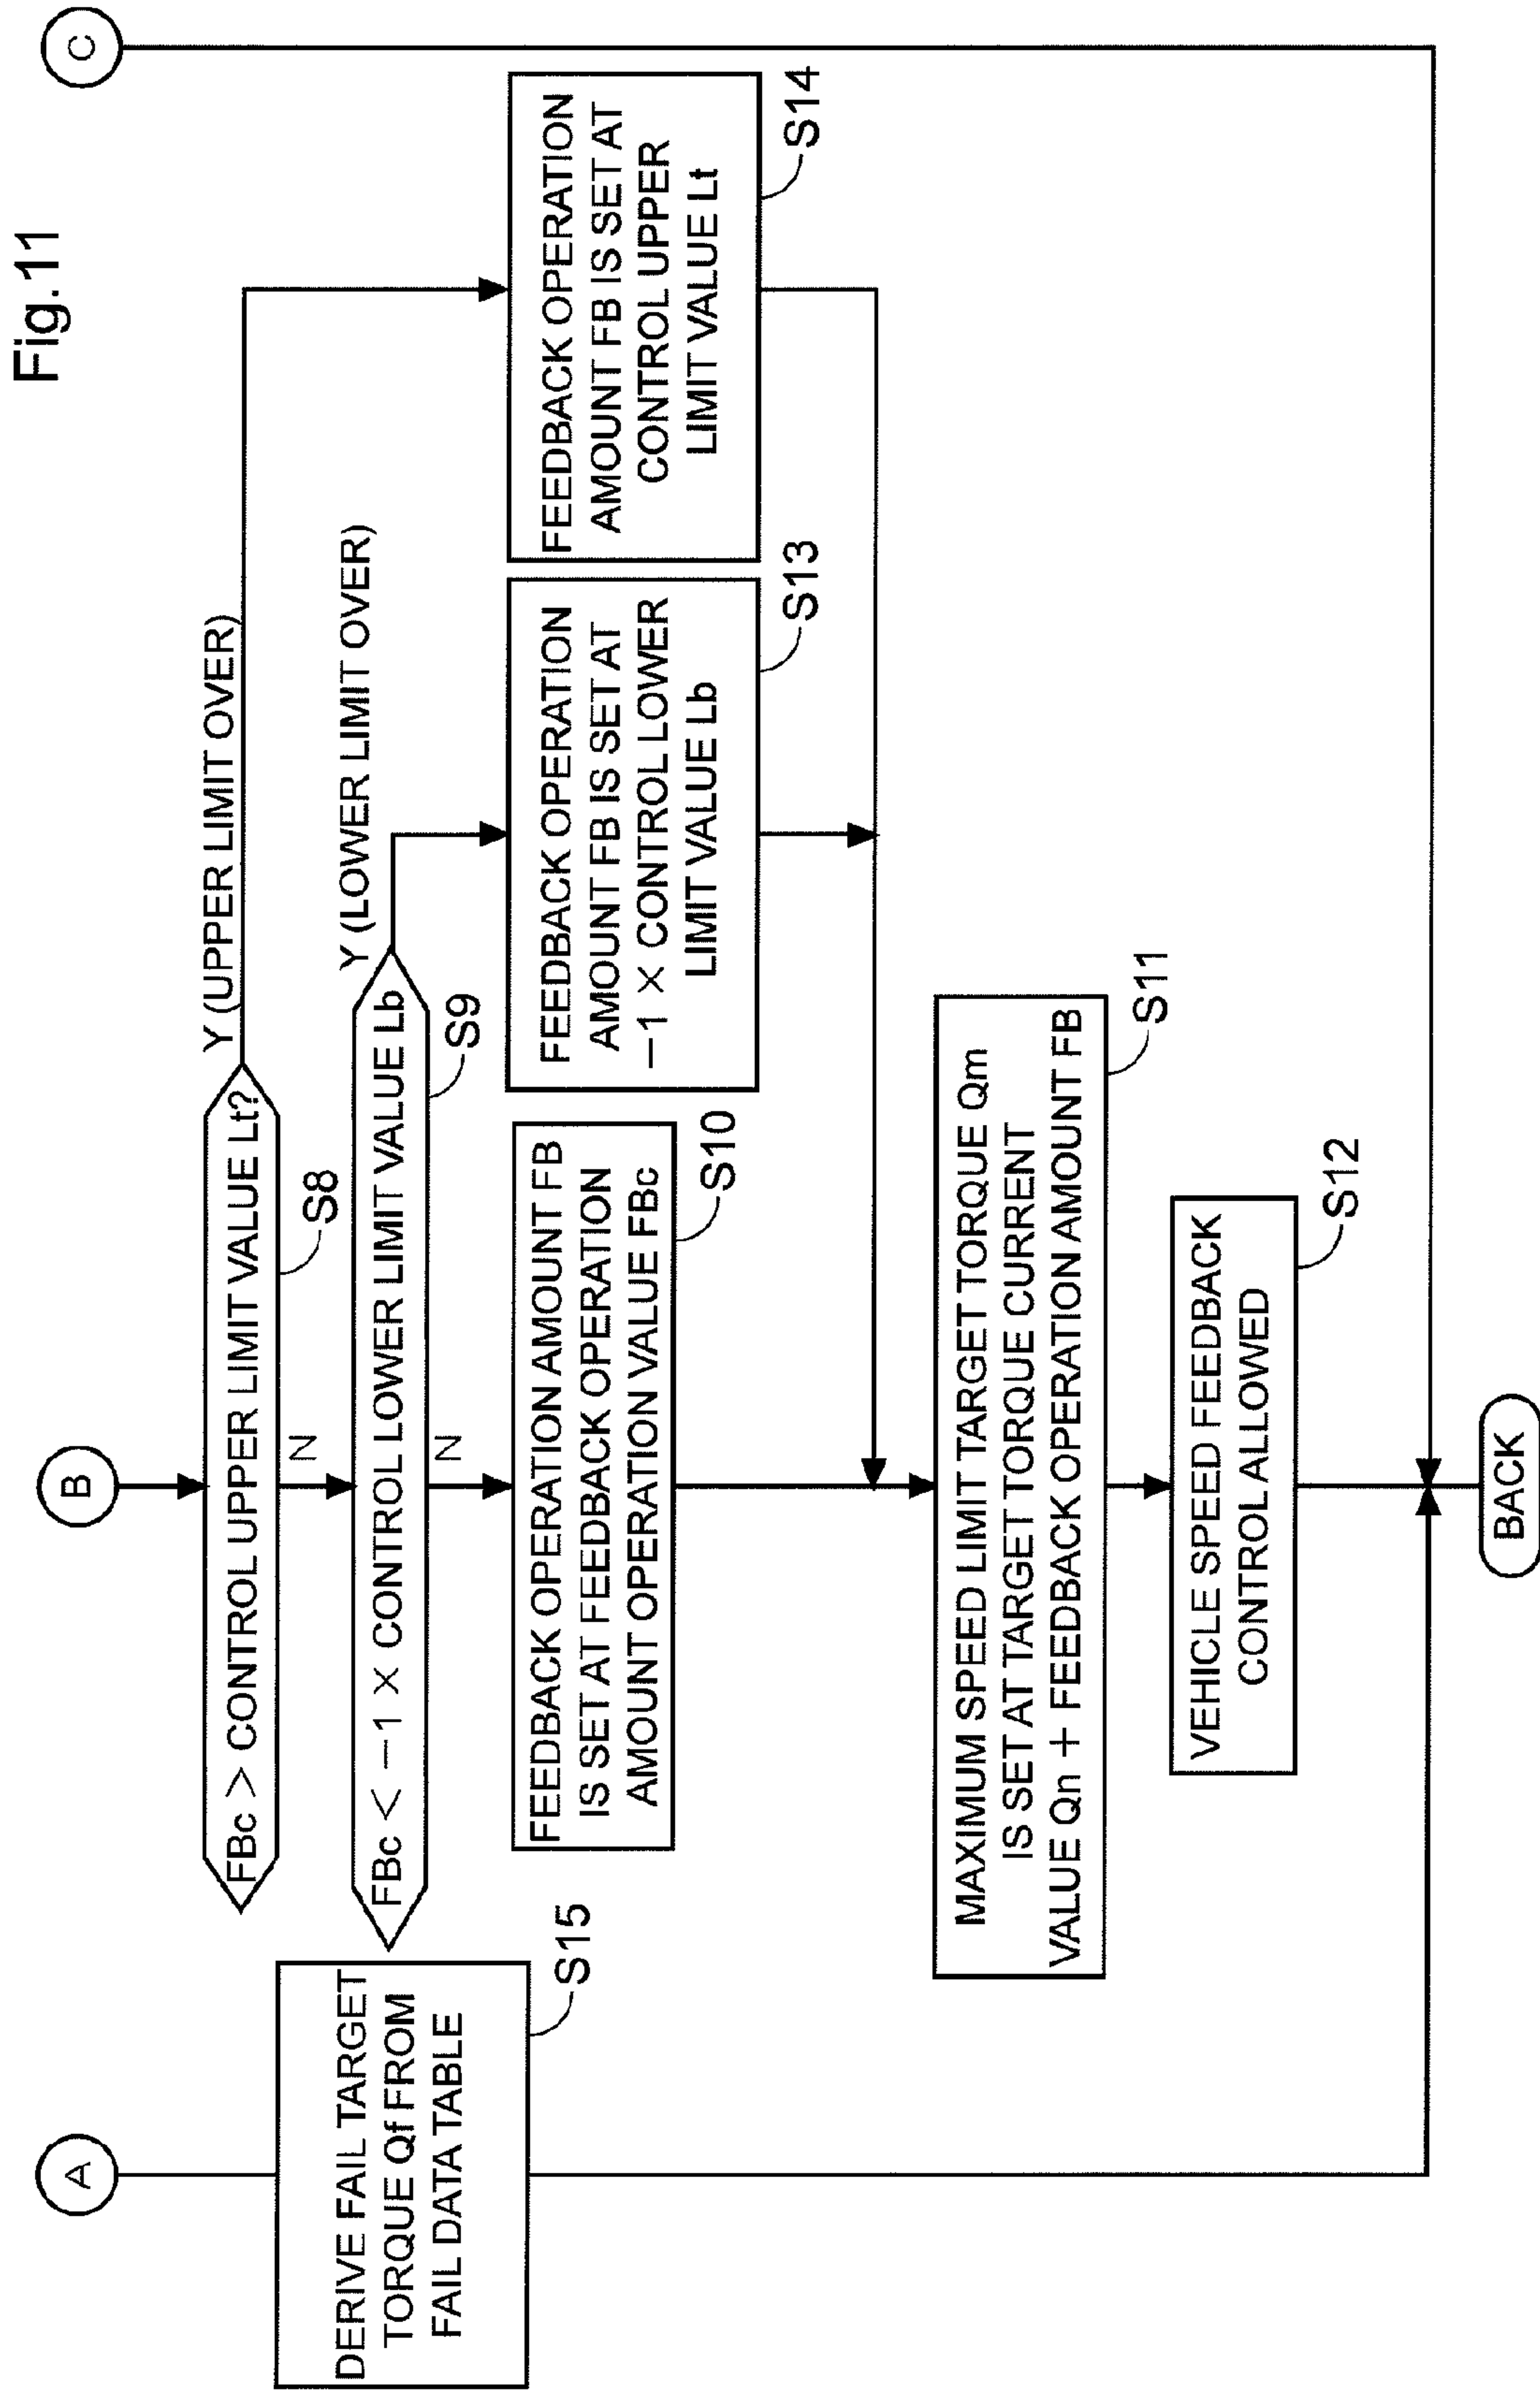 Fig.11
A
B
C
DERIVE FAIL TARGET
TORQUE Qf FROM
FAIL DATA TABLE
S15
FBc > CONTROL UPPER LIMIT VALUE Lt?
S8
Y (UPPER LIMIT OVER)
N
FBc < −1 × CONTROL LOWER LIMIT VALUE Lb
S9
Y (LOWER LIMIT OVER)
N
FEEDBACK OPERATION AMOUNT FB
IS SET AT FEEDBACK OPERATION
AMOUNT OPERATION VALUE FBc
S10
FEEDBACK OPERATION
AMOUNT FB IS SET AT
−1 × CONTROL LOWER
LIMIT VALUE Lb
S13
FEEDBACK OPERATION
AMOUNT FB IS SET AT
CONTROL UPPER
LIMIT VALUE Lt
S14
MAXIMUM SPEED LIMIT TARGET TORQUE Qm
IS SET AT TARGET TORQUE CURRENT
VALUE Qn + FEEDBACK OPERATION AMOUNT FB
S11
VEHICLE SPEED FEEDBACK
CONTROL ALLOWED
S12
BACK